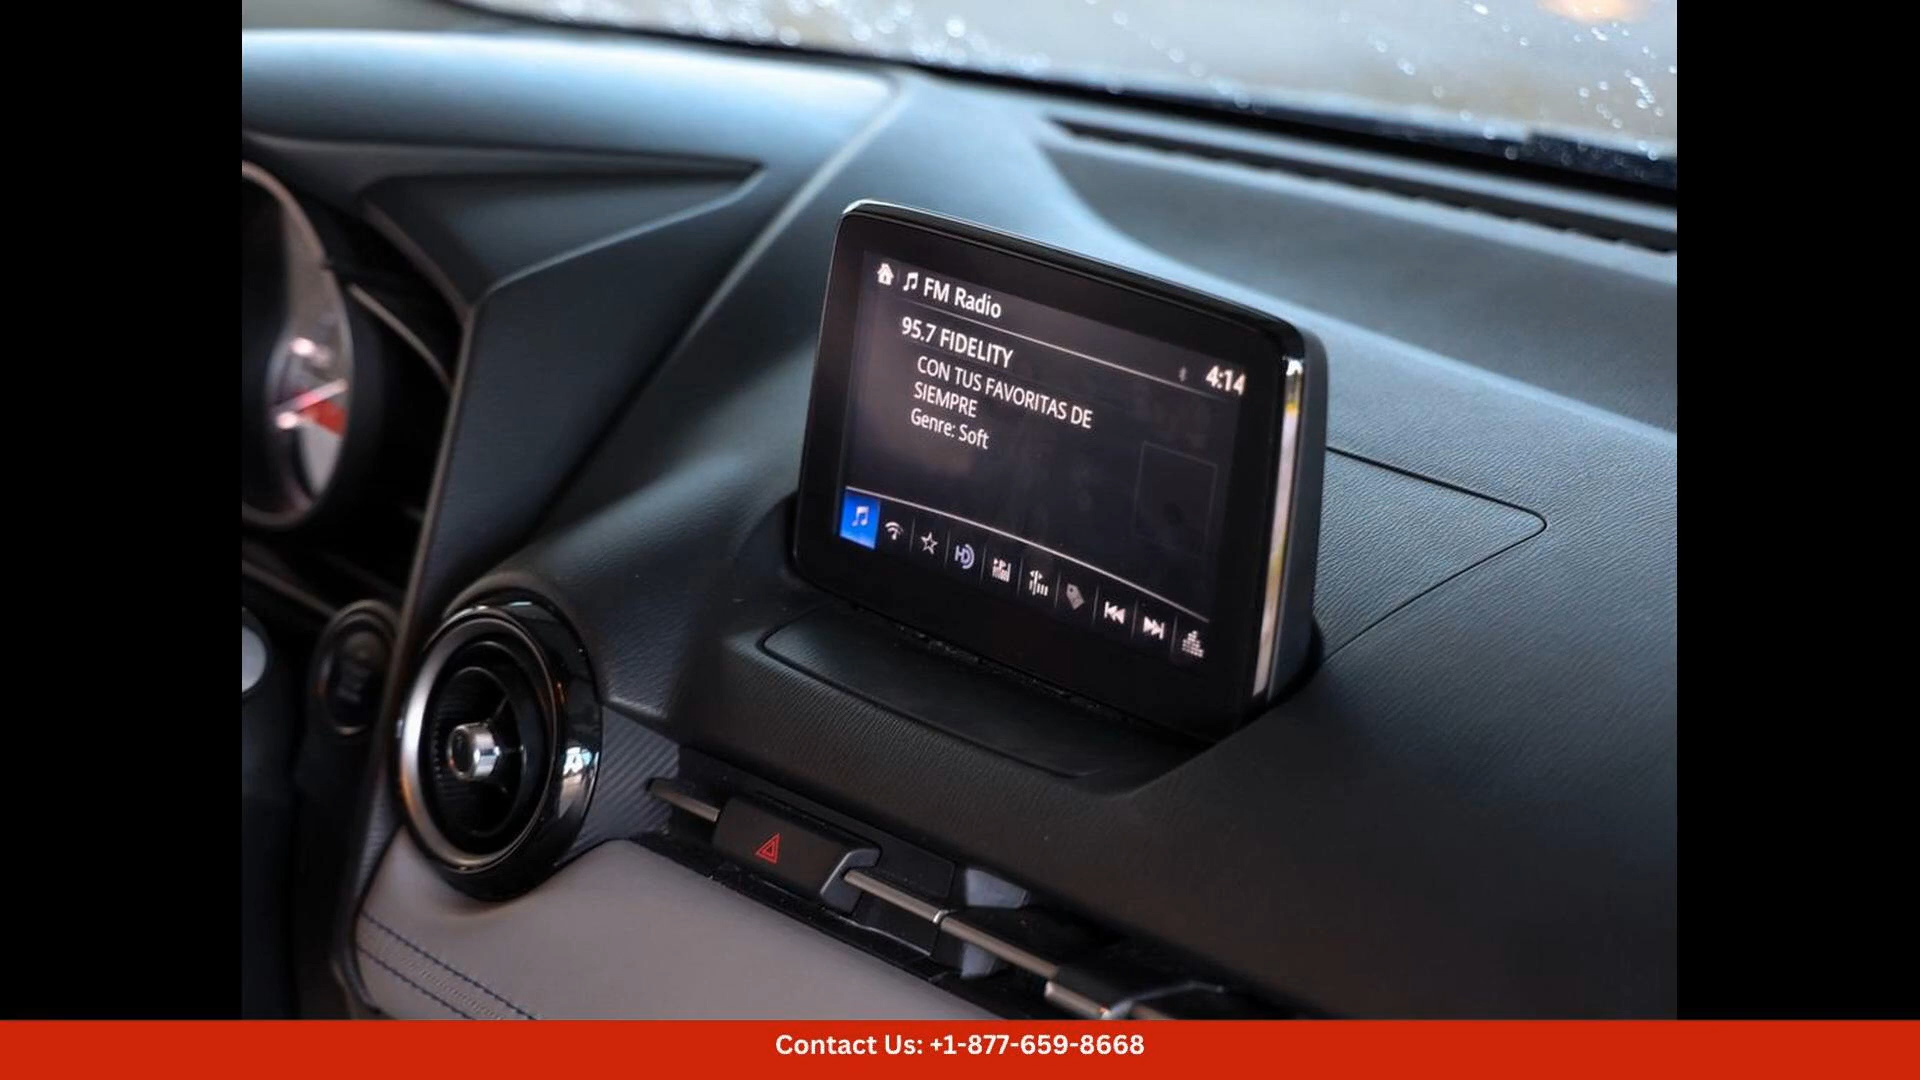 FM Radio
4:14
95.7 FIDELITY
CON TUS FAVORITAS DE
SIEMPRE
Genre: Soft
HD
Contact Us: +1-877-659-8668